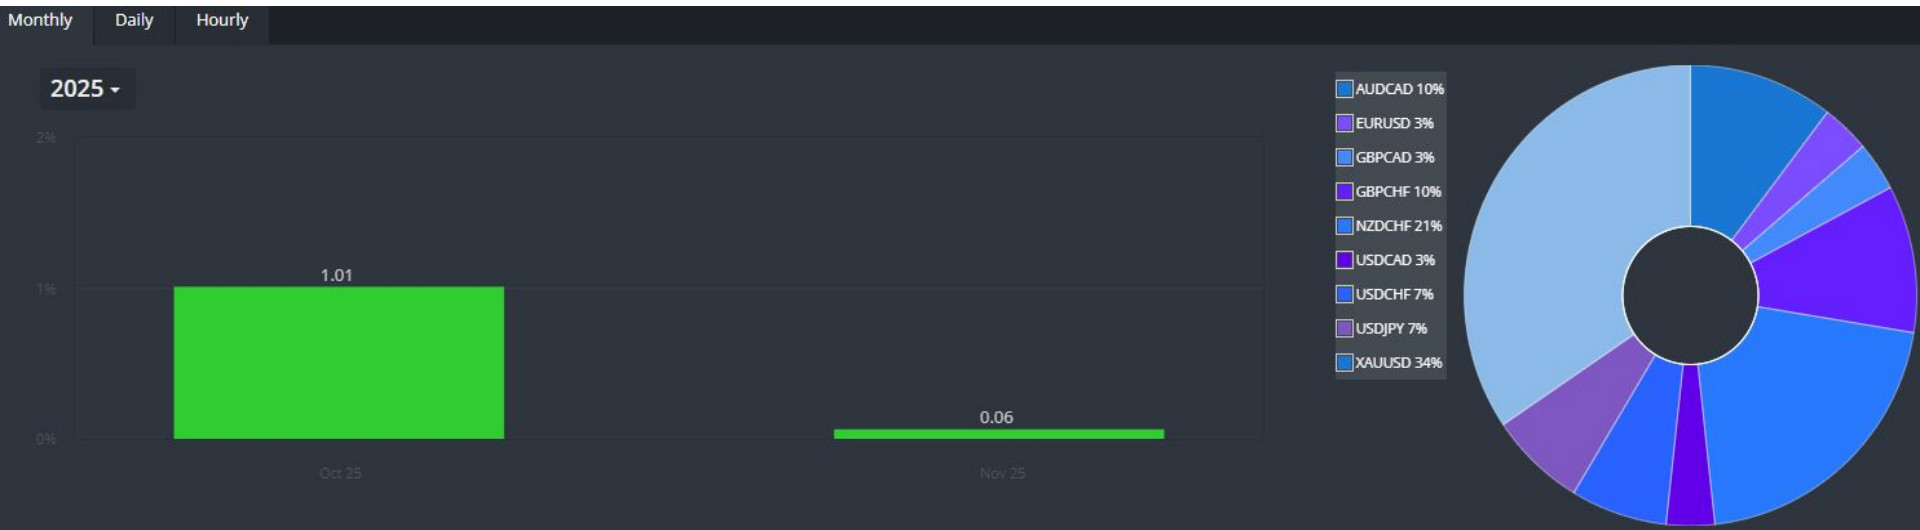 Monthly Daily Hourly
2025
2%
1%
0%
1.01
0.06
Oct 25
Nov 25
AUDCAD 10%
EURUSD 3%
GBPCAD 3%
GBPCHF 10%
NZDCHF 21%
USDCAD 3%
USDCHF 7%
USDJPY 7%
XAUUSD 34%